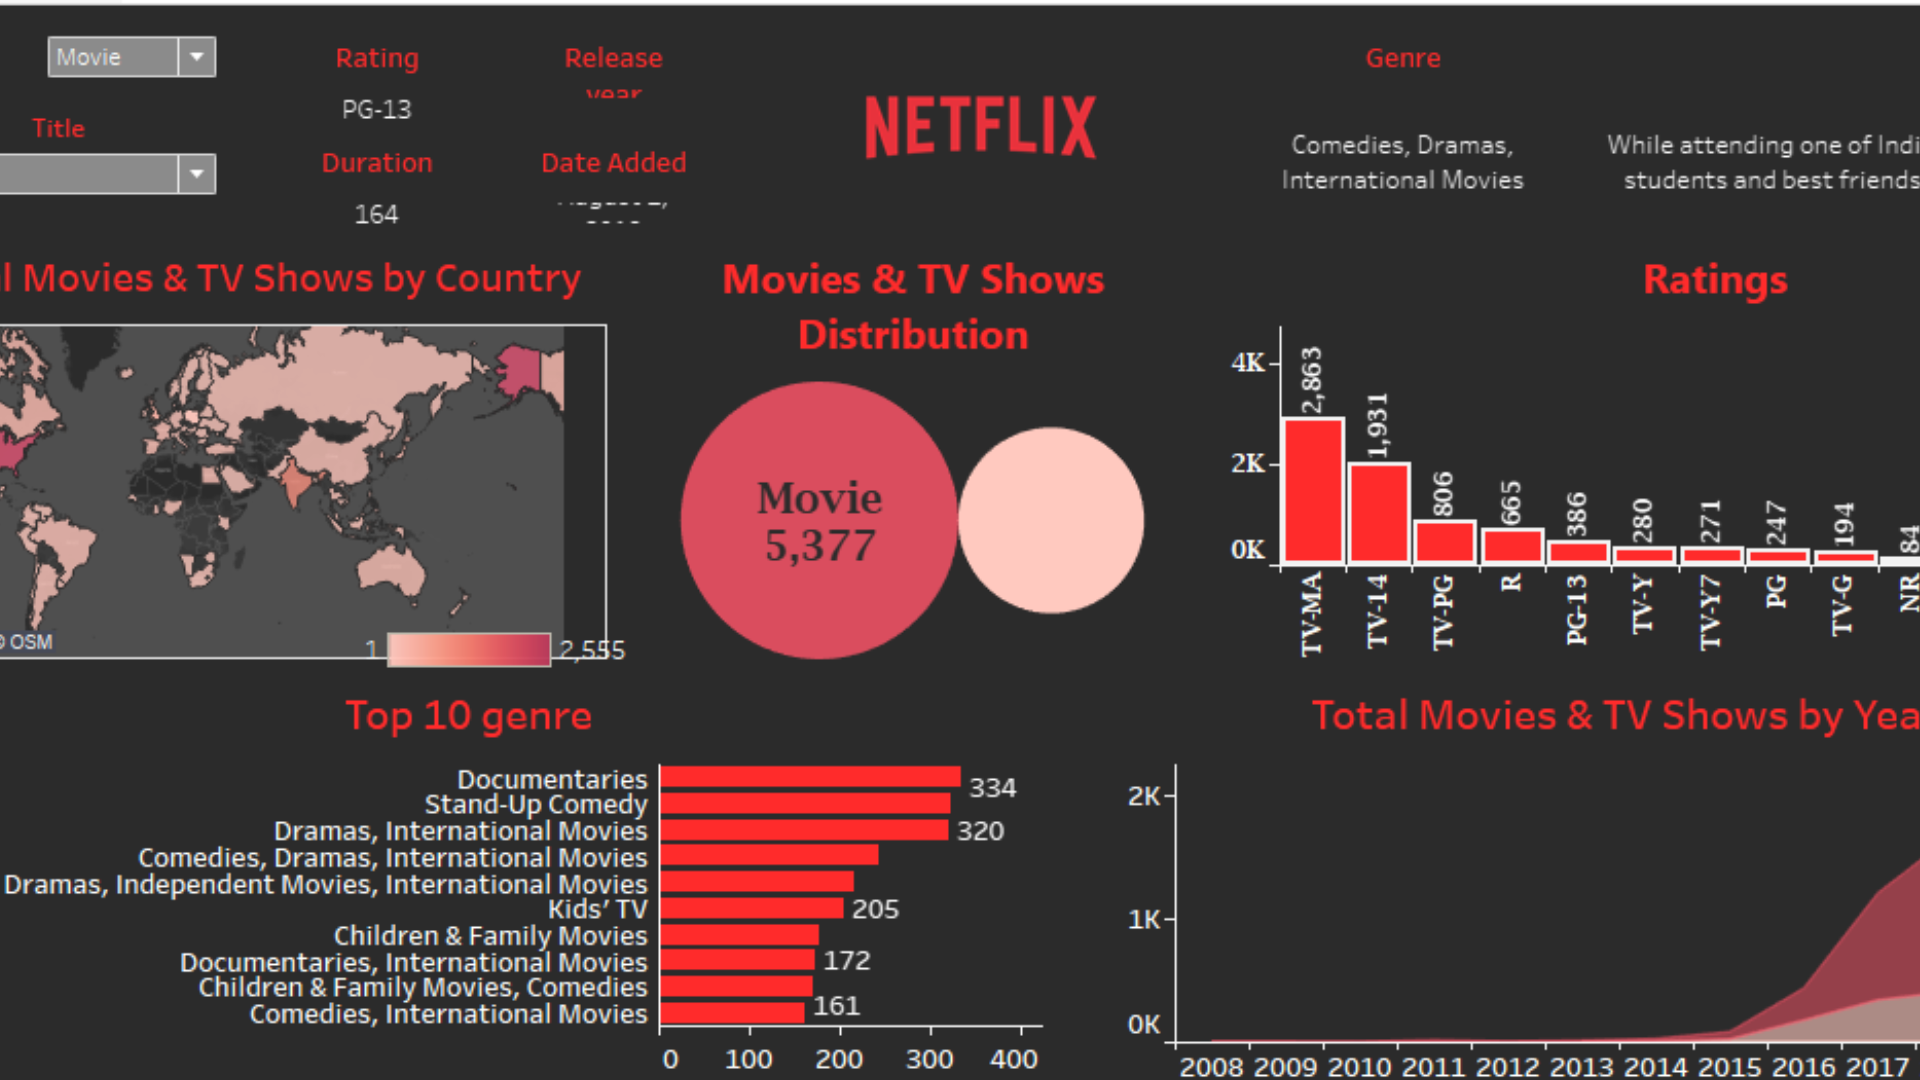 Movie
Title
Rating
PG-13
Duration
164
Release
year
Date Added
NETFLIX
Genre
Comedies, Dramas,
International Movies
While attending one of Indi
students and best friends
l Movies & TV Shows by Country
OSM
1
2,555
Movies & TV Shows
Distribution
Movie
5,377
Ratings
4K
2K
0K
2,863
1,931
806
665
386
280
271
247
194
84
TV-MA
TV-14
TV-PG
R
PG-13
TV-Y
TV-Y7
PG
TV-G
NR
Top 10 genre
Documentaries
334
Stand-Up Comedy
Dramas, International Movies
320
Comedies, Dramas, International Movies
Dramas, Independent Movies, International Movies
Kids’ TV
205
Children & Family Movies
Documentaries, International Movies
172
Children & Family Movies, Comedies
Comedies, International Movies
161
0 100 200 300 400
Total Movies & TV Shows by Yea
2K
1K
0K
2008 2009 2010 2011 2012 2013 2014 2015 2016 2017